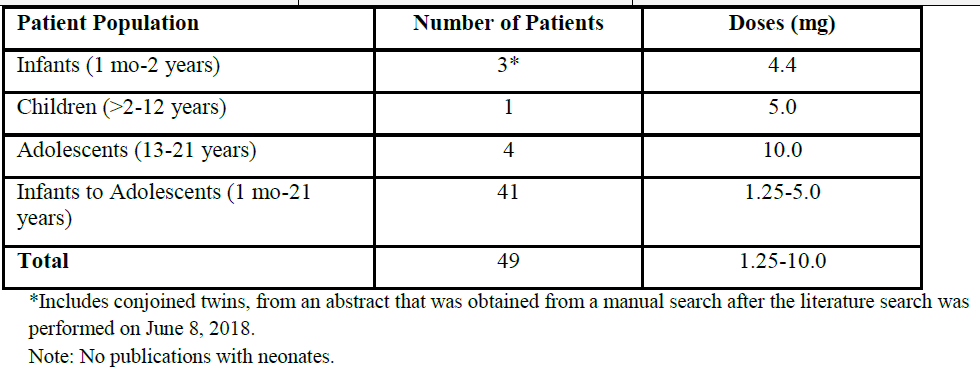 Patient Population Number of Patients Doses (mg)
Infants (1 mo-2 years) 3* 4.4
Children (>2-12 years) 1 5.0
Adolescents (13-21 years) 4 10.0
Infants to Adolescents (1 mo-21 41 1.25-5.0
years)
Total 49 1.25-10.0
*Includes conjoined twins, from an abstract that was obtained from a manual search after the literature search was
performed on June 8, 2018.
Note: No publications with neonates.